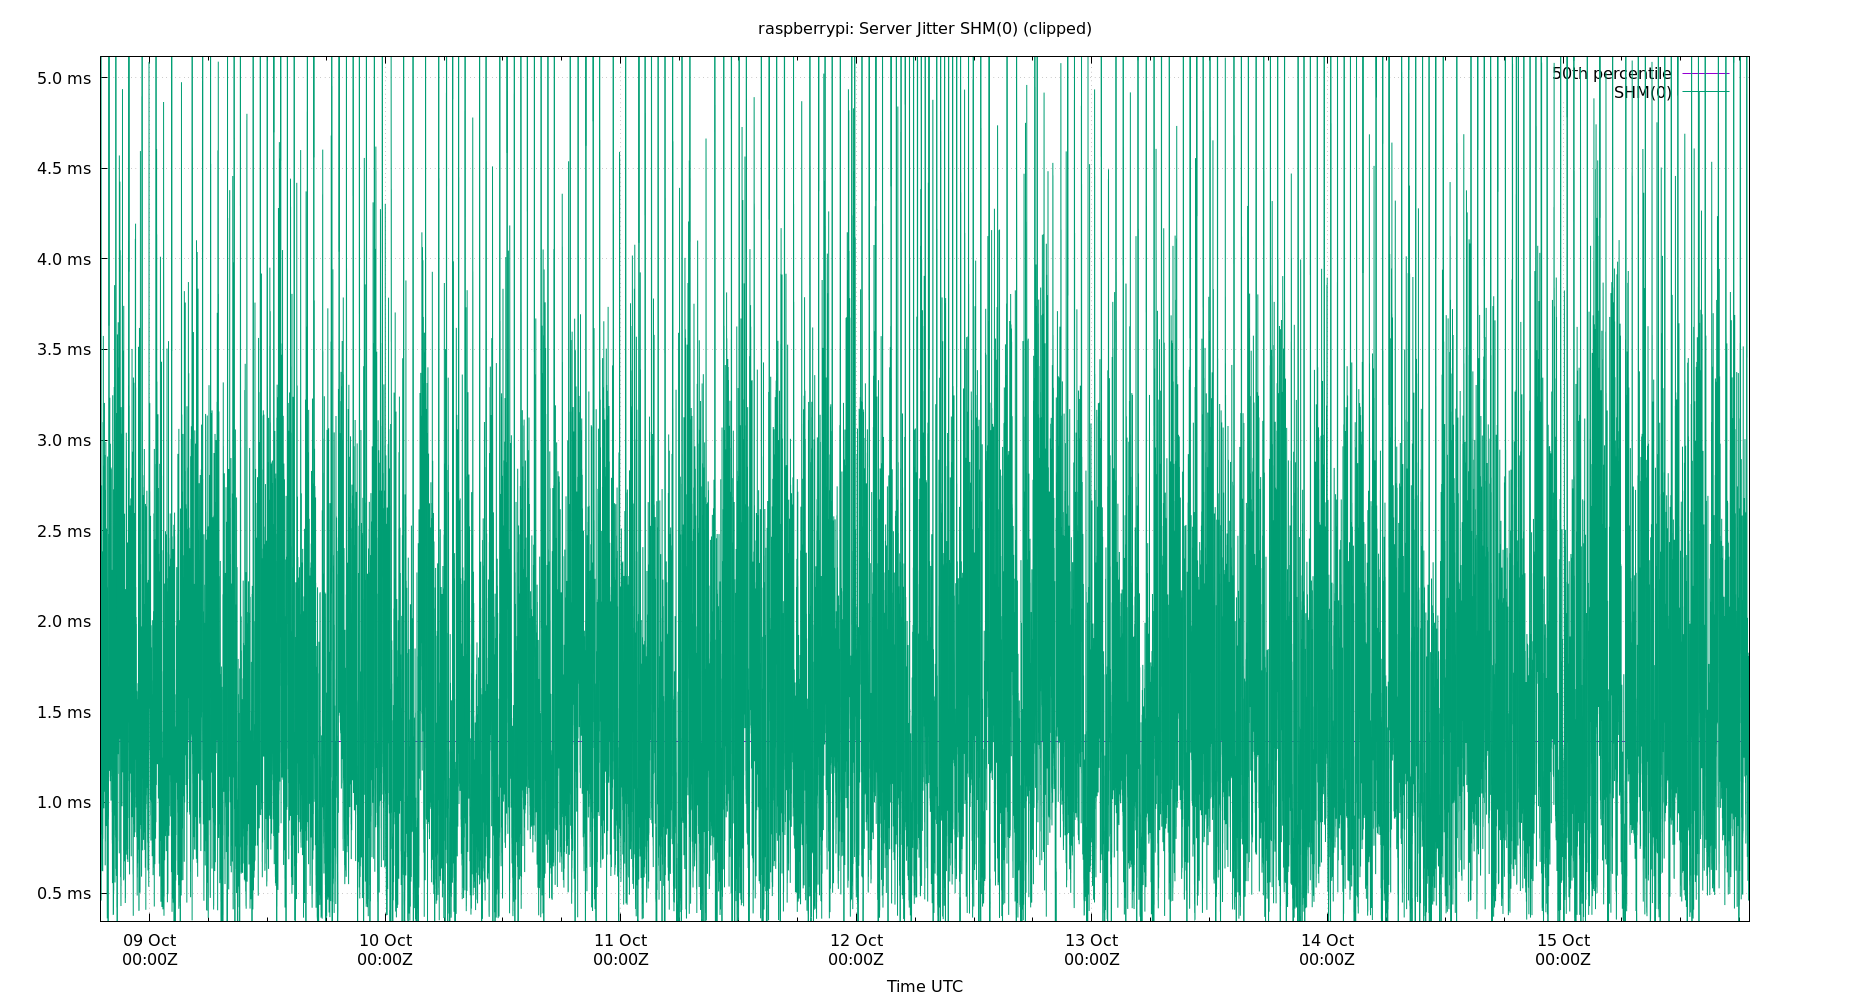 raspberrypi: Server Jitter SHM(0) (clipped)
5.0 ms
50th percentile
SHM(0)
4.5 ms
4.0 ms
3.5 ms
3.0 ms
2.5 ms
2.0 ms
1.5 ms
1.0 ms
0.5 ms
09 Oct 10 Oct 11 Oct 12 Oct 13 Oct 14 Oct 15 Oct
00:00Z 00:00Z 00:00Z 00:00Z 00:00Z 00:00Z 00:00Z
Time UTC